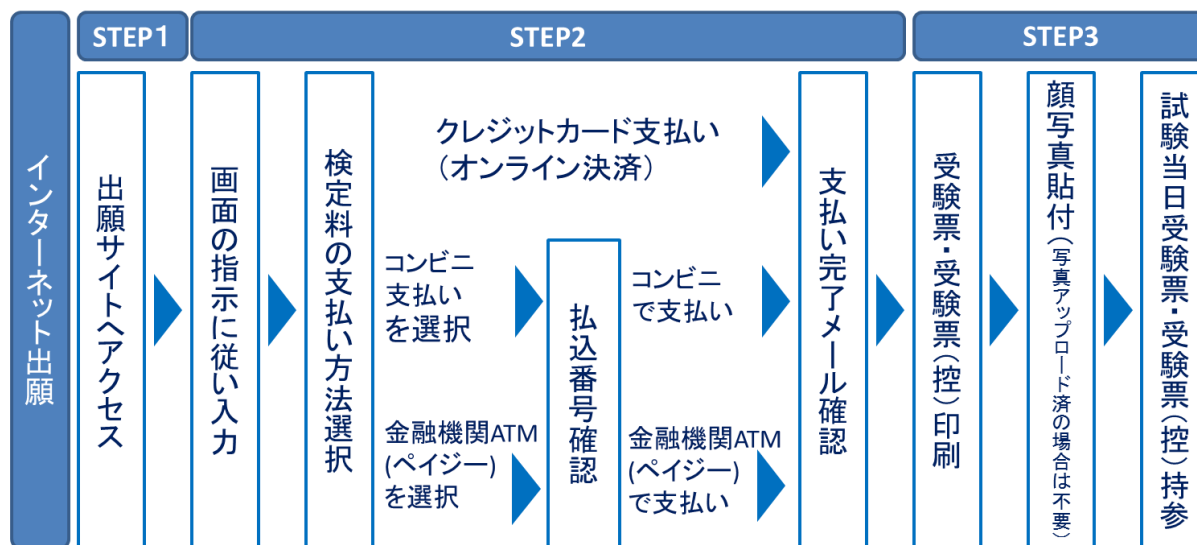 インターネット出願
STEP1
STEP2
STEP3
出願サイトへアクセス
画面の指示に従い入力
検定料の支払い方法選択
クレジットカード支払い
(オンライン決済)
コンビニ
支払い
を選択
金融機関ATM
(ペイジー)
を選択
払込番号確認
コンビニ
で支払い
金融機関ATM
(ペイジー)
で支払い
支払い完了メール確認
受験票・受験票(控)印刷
顔写真貼付(写真アップロード済の場合は不要)
試験当日受験票・受験票(控)持参